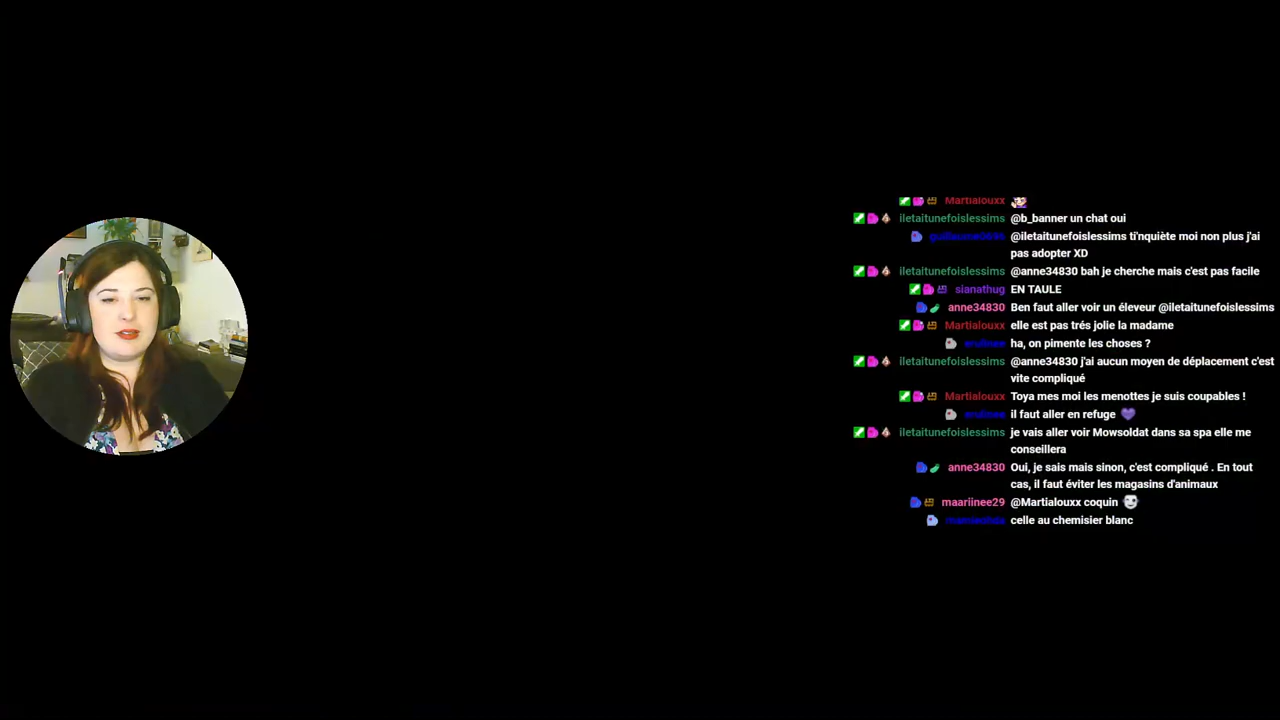 Martialouxx
iletaitunefoislessims @b_banner un chat oui
guillaume0696 @iletaitunefoislessims ti'nquiète moi non plus j'ai
pas adopter XD
iletaitunefoislessims @anne34830 bah je cherche mais c'est pas facile
sianathug EN TAULE
anne34830 Ben faut aller voir un éleveur @iletaitunefoislessims
Martialouxx elle est pas trés jolie la madame
ha, on pimente les choses ?
iletaitunefoislessims @anne34830 j'ai aucun moyen de déplacement c'est
vite compliqué
Martialouxx Toya mes moi les menottes je suis coupables !
il faut aller en refuge
iletaitunefoislessims je vais aller voir Mowsoldat dans sa spa elle me
conseillera
anne34830 Oui, je sais mais sinon, c'est compliqué . En tout
cas, il faut éviter les magasins d'animaux
maariinee29 @Martialouxx coquin
celle au chemisier blanc